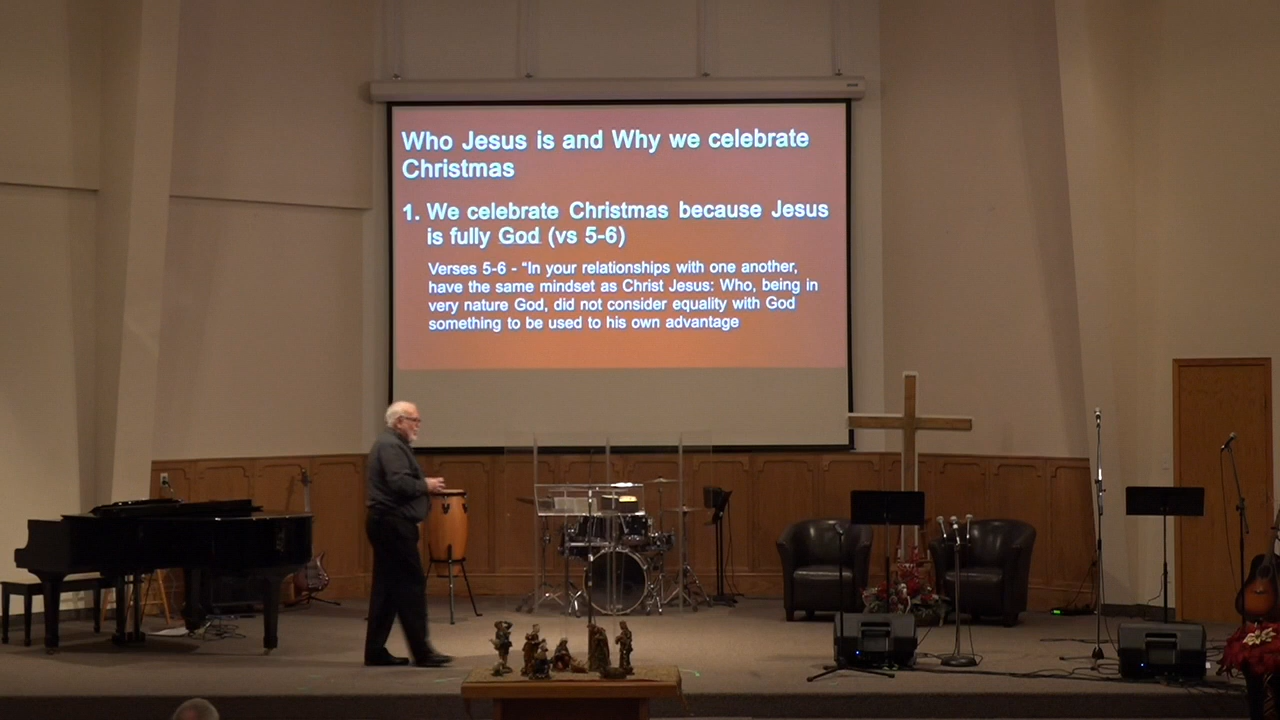 Who Jesus is and Why we celebrate
Christmas
1. We celebrate Christmas because Jesus
is fully God (vs 5-6)
Verses 5-6 - “In your relationships with one another,
have the same mindset as Christ Jesus: Who, being in
very nature God, did not consider equality with God
something to be used to his own advantage